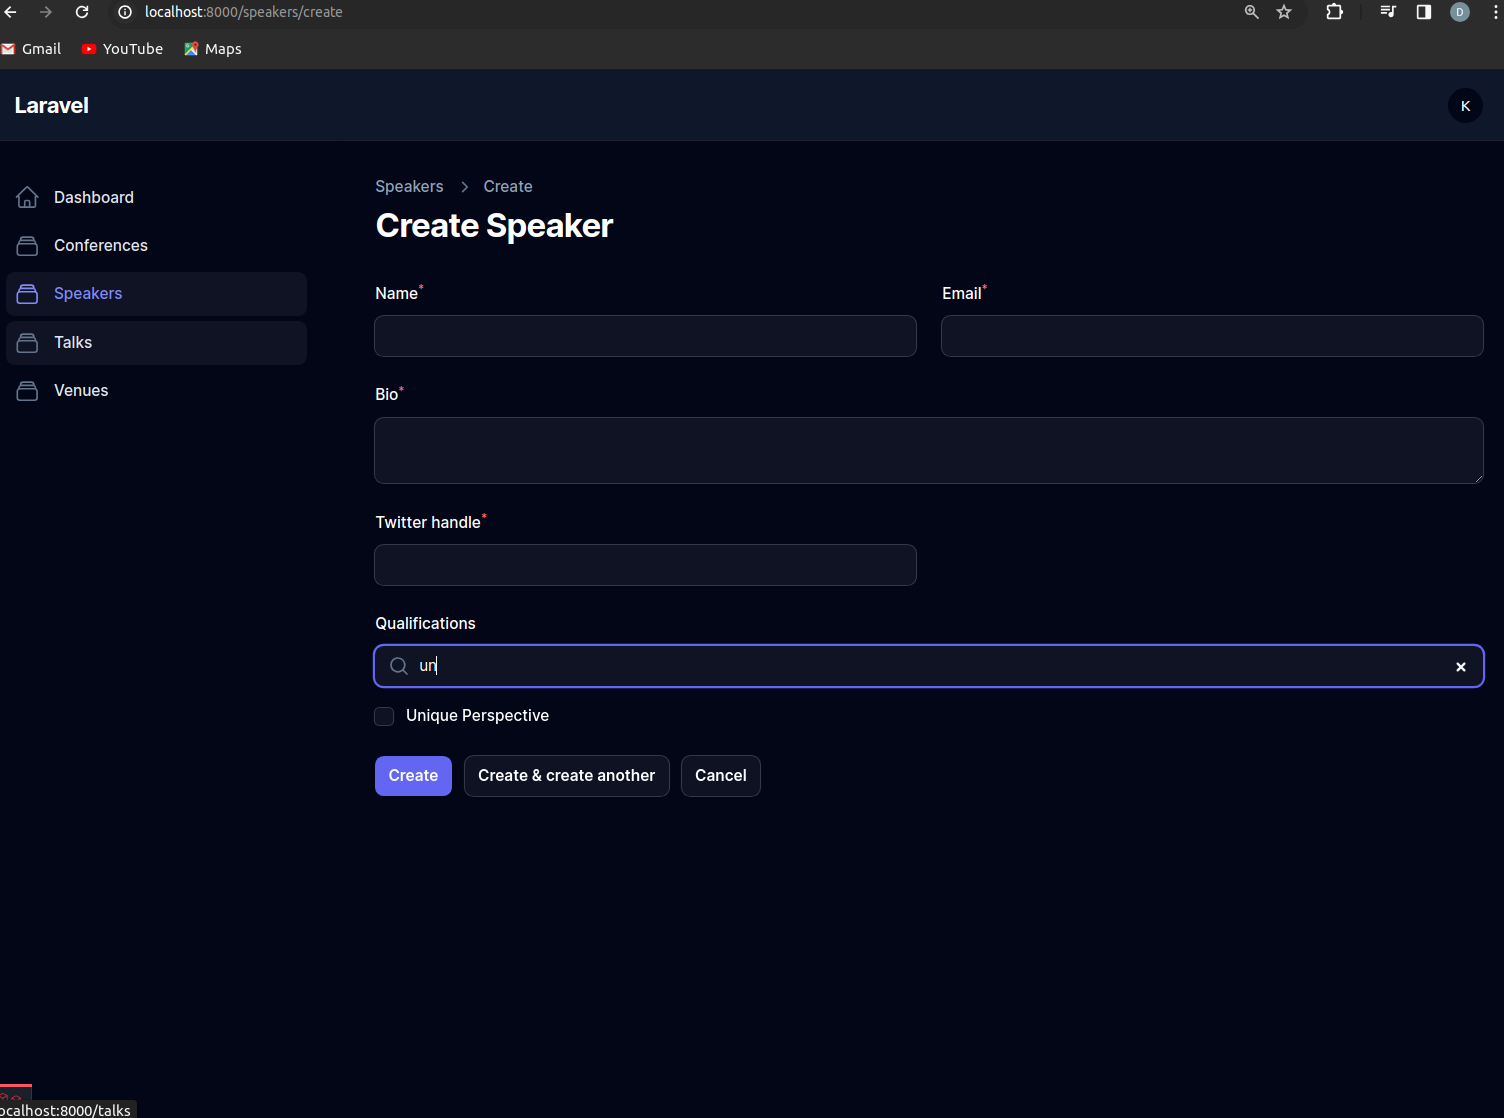 localhost:8000/speakers/create
D
Gmail YouTube Maps
Laravel
K
Dashboard
Conferences
Speakers
Talks
Venues
Speakers > Create
Create Speaker
Name*
Email*
Bio*
Twitter handle*
Qualifications
un
Unique Perspective
Create
Create & create another
Cancel
ocalhost:8000/talks